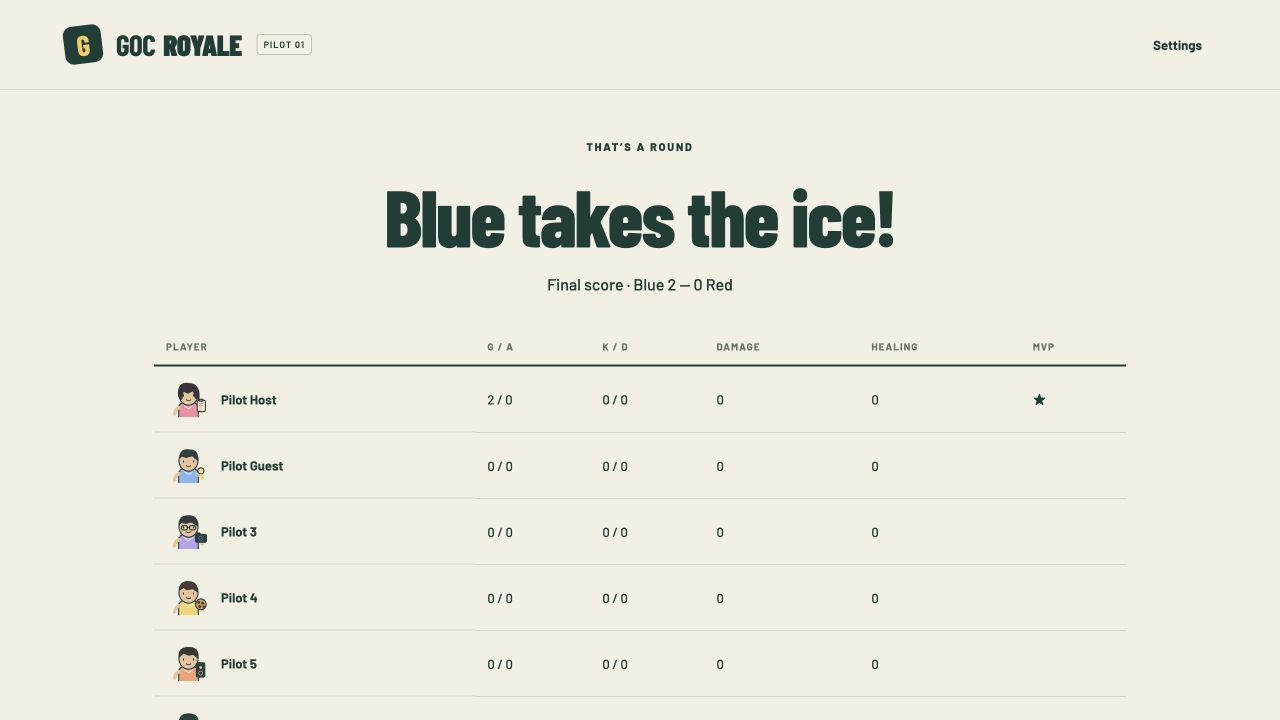 G GOC ROYALE PILOT 01 Settings
THAT'S A ROUND
Blue takes the ice!
Final score · Blue 2 — 0 Red
PLAYER G / A K / D DAMAGE HEALING MVP
Pilot Host 2 / 0 0 / 0 0 0 ★
Pilot Guest 0 / 0 0 / 0 0 0
Pilot 3 0 / 0 0 / 0 0 0
Pilot 4 0 / 0 0 / 0 0 0
Pilot 5 0 / 0 0 / 0 0 0